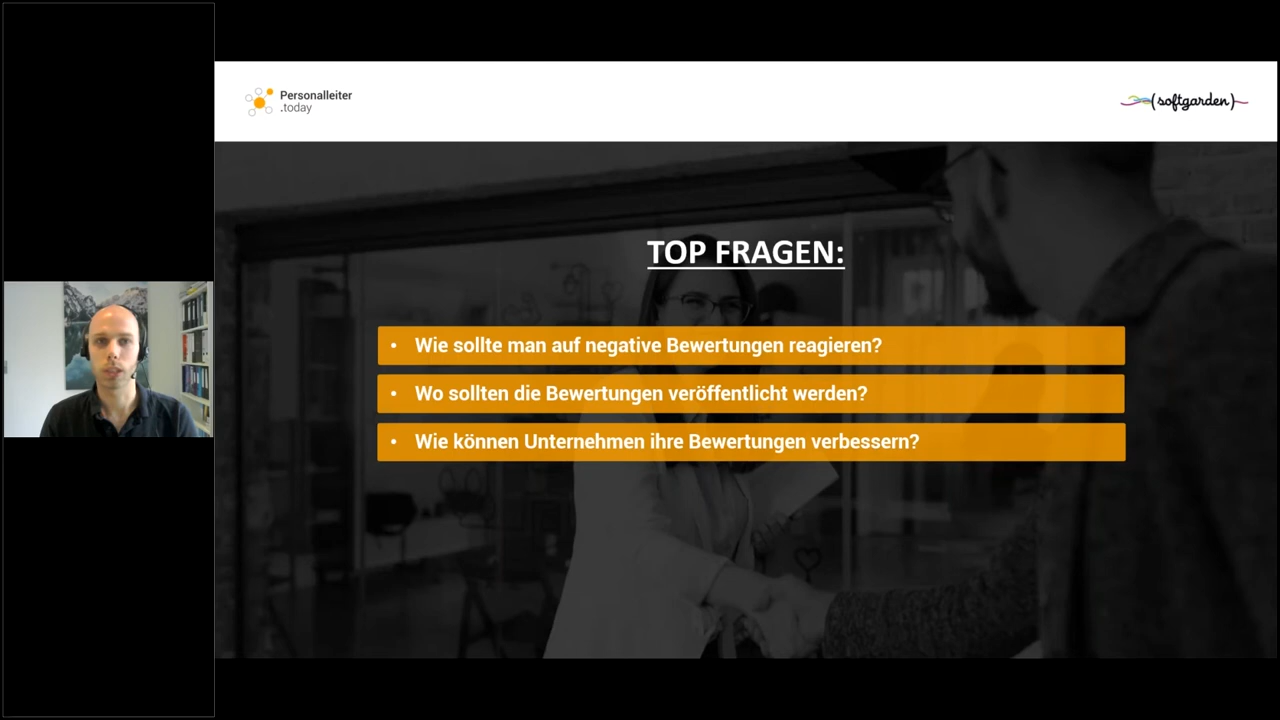 Personalleiter
.today
(softgarden)
TOP FRAGEN:
• Wie sollte man auf negative Bewertungen reagieren?
• Wo sollten die Bewertungen veröffentlicht werden?
• Wie können Unternehmen ihre Bewertungen verbessern?